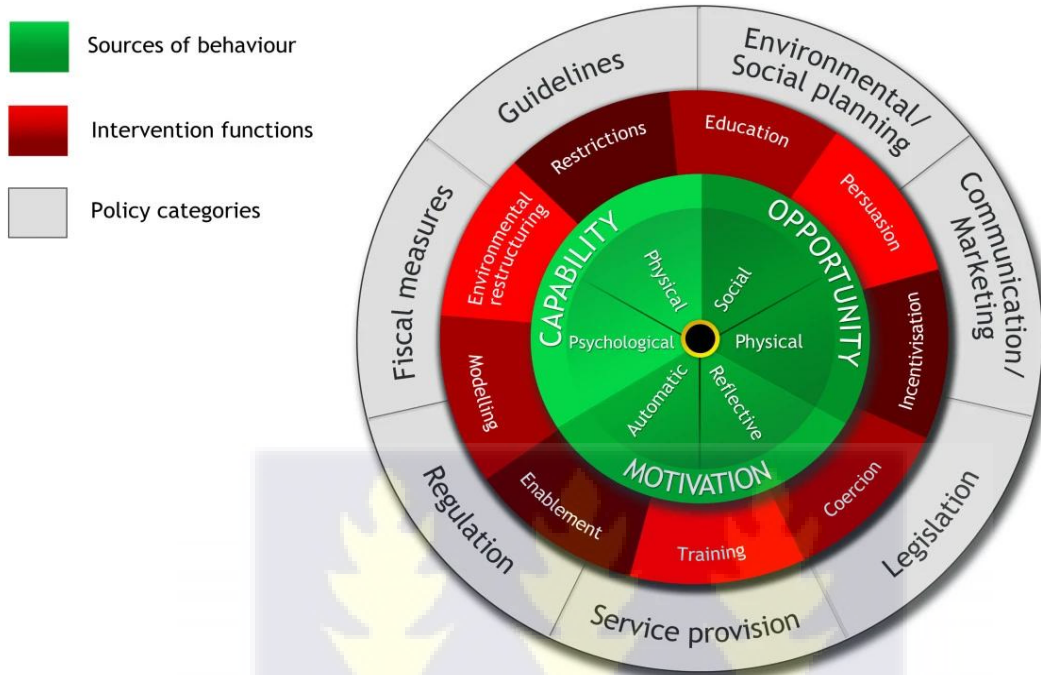 Sources of behaviour
Intervention functions
Policy categories
Guidelines
Environmental/
Social planning
Communication/
Marketing
Legislation
Service provision
Regulation
Fiscal measures
Restrictions
Education
Persuasion
Incentivisation
Coercion
Training
Enablement
Modelling
Environmental
restructuring
CAPABILITY
OPPORTUNITY
MOTIVATION
Physical
Social
Physical
Reflective
Automatic
Psychological